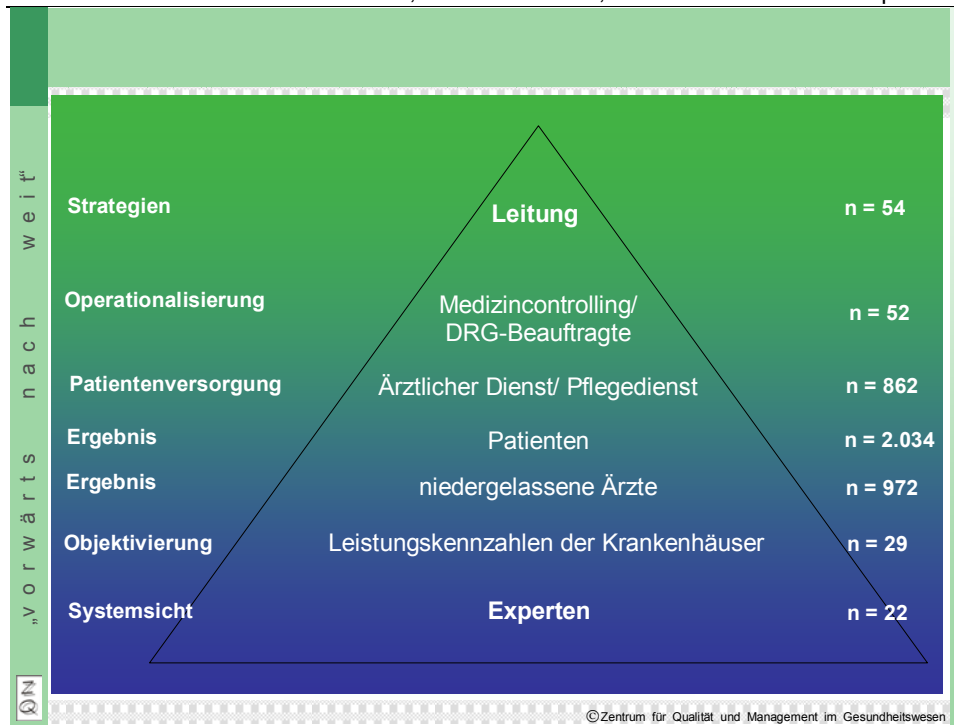 „vorwärts nach weit“
Strategien Leitung n = 54
Operationalisierung Medizincontrolling/ n = 52
DRG-Beauftragte
Patientenversorgung Ärztlicher Dienst/ Pflegedienst n = 862
Ergebnis Patienten n = 2.034
Ergebnis niedergelassene Ärzte n = 972
Objektivierung Leistungskennzahlen der Krankenhäuser n = 29
Systemsicht Experten n = 22
©Zentrum für Qualität und Management im Gesundheitswesen